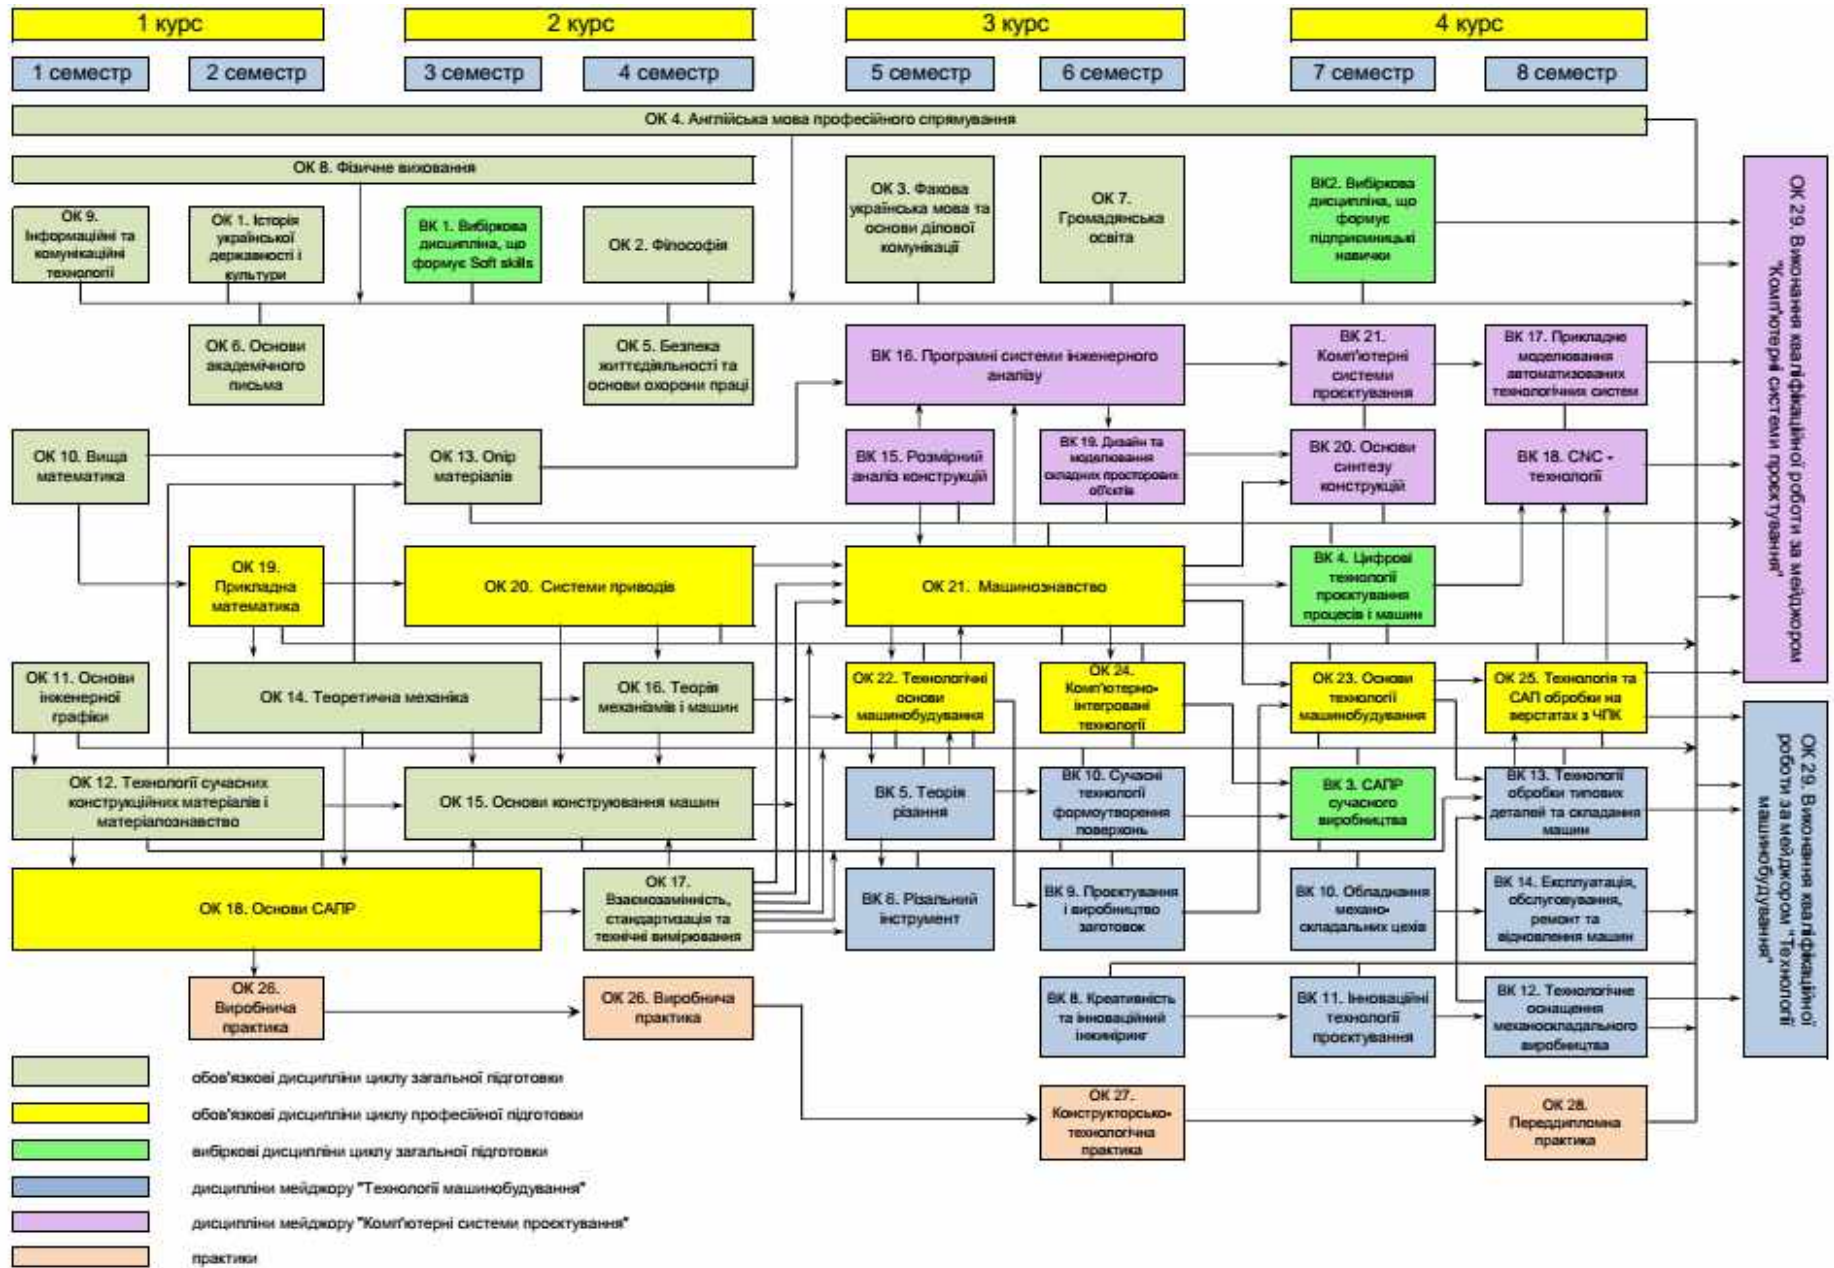 1 курс
2 курс
3 курс
4 курс
1 семестр
2 семестр
3 семестр
4 семестр
5 семестр
6 семестр
7 семестр
8 семестр
ОК 4. Англійська мова професійного спрямування
ОК 8. Фізичне виховання
ОК 9.
Інформаційні та
комунікаційні
технології
ОК 1. Історія
української
державності і
культури
ВК 1. Вибіркова
дисципліна, що
формує Soft skills
ОК 2. Філософія
ОК 3. Фахова
українська мова та
основи ділової
комунікації
ОК 7.
Громадянська
освіта
ВК2. Вибіркова
дисципліна, що
формує
підприємницькі
навички
ОК 6. Основи
академічного
письма
ОК 5. Безпека
життєдіяльності та
основи охорони праці
ВК 16. Програмні системи інженерного
аналізу
ВК 21.
Комп'ютерні
системи
проєктування
ВК 17. Прикладне
моделювання
автоматизованих
технологічних систем
ОК 10. Вища
математика
ОК 13. Опір
матеріалів
ВК 15. Розмірний
аналіз конструкцій
ВК 19. Дизайн та
моделювання
складних просторових
об'єктів
ВК 20. Основи
синтезу
конструкцій
ВК 18. CNC -
технології
ОК 19.
Прикладна
математика
ОК 20. Системи приводів
ОК 21. Машинознавство
ВК 4. Цифрові
технології
проєктування
процесів і машин
ОК 11. Основи
інженерної
графіки
ОК 14. Теоретична механіка
ОК 16. Теорія
механізмів і машин
ОК 22. Технологічні
основи
машинобудування
ОК 24.
Комп'ютерно-
інтегровані
технології
ОК 23. Основи
технології
машинобудування
ОК 25. Технологія та
САП обробки на
верстатах з ЧПК
ОК 12. Технології сучасних
конструкційних матеріалів і
матеріалознавство
ОК 15. Основи конструювання машин
ВК 5. Теорія
різання
ВК 10. Сучасні
технології
формоутворення
поверхонь
ВК 3. САПР
сучасного
виробництва
ВК 13. Технології
обробки типових
деталей та складання
машин
ОК 18. Основи САПР
ОК 17.
Взаємозамінність,
стандартизація та
технічні вимірювання
ВК 6. Різальний
інструмент
ВК 9. Проєктування
і виробництво
заготовок
ВК 10. Обладнання
механо-
складальних цехів
ВК 14. Експлуатація,
обслуговування,
ремонт та
відновлення машин
ОК 26.
Виробнича
практика
ОК 26. Виробнича
практика
ВК 8. Креативність
та інноваційний
інжиніринг
ВК 11. Інноваційні
технології
проєктування
ВК 12. Технологічне
оснащення
механоскладального
виробництва
ОК 27.
Конструкторсько-
технологічна
практика
ОК 28.
Переддипломна
практика
ОК 29. Виконання кваліфікаційної роботи за мейджором
"Комп'ютерні системи проєктування"
ОК 29. Виконання кваліфікаційної
роботи за мейджором "Технології
машинобудування"
обов'язкові дисципліни циклу загальної підготовки
обов'язкові дисципліни циклу професійної підготовки
вибіркові дисципліни циклу загальної підготовки
дисципліни мейджору "Технології машинобудування"
дисципліни мейджору "Комп'ютерні системи проєктування"
практики